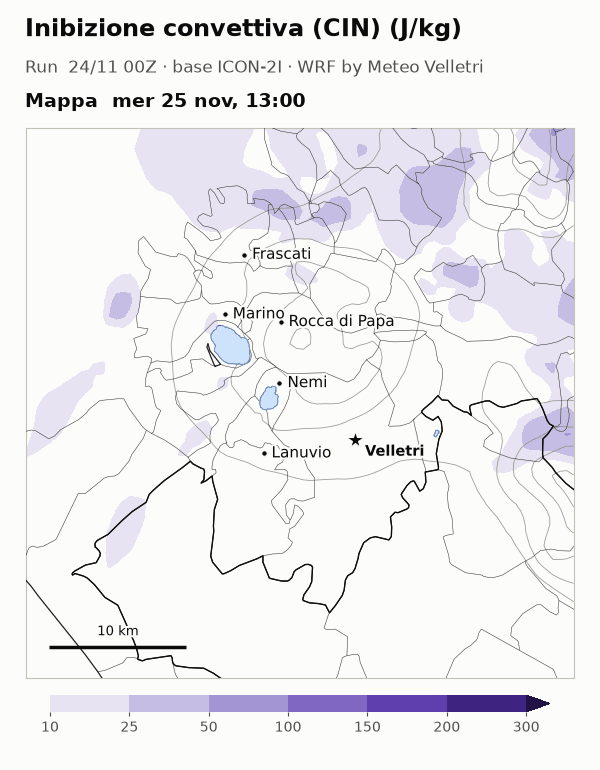 Inibizione convettiva (CIN) (J/kg)
Run  24/11 00Z · base ICON-2I · WRF by Meteo Velletri
Mappa  mer 25 nov, 13:00
Frascati
Marino
Rocca di Papa
Nemi
Velletri
Lanuvio
10 km
10 25 50 100 150 200 300